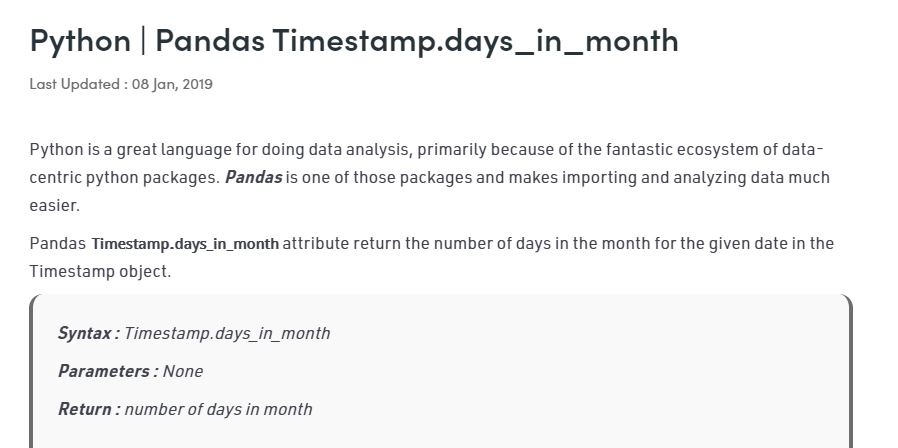 Python | Pandas Timestamp.days_in_month
Last Updated : 08 Jan, 2019
Python is a great language for doing data analysis, primarily because of the fantastic ecosystem of data-
centric python packages. Pandas is one of those packages and makes importing and analyzing data much
easier.
Pandas Timestamp.days_in_month attribute return the number of days in the month for the given date in the
Timestamp object.
Syntax : Timestamp.days_in_month
Parameters : None
Return : number of days in month